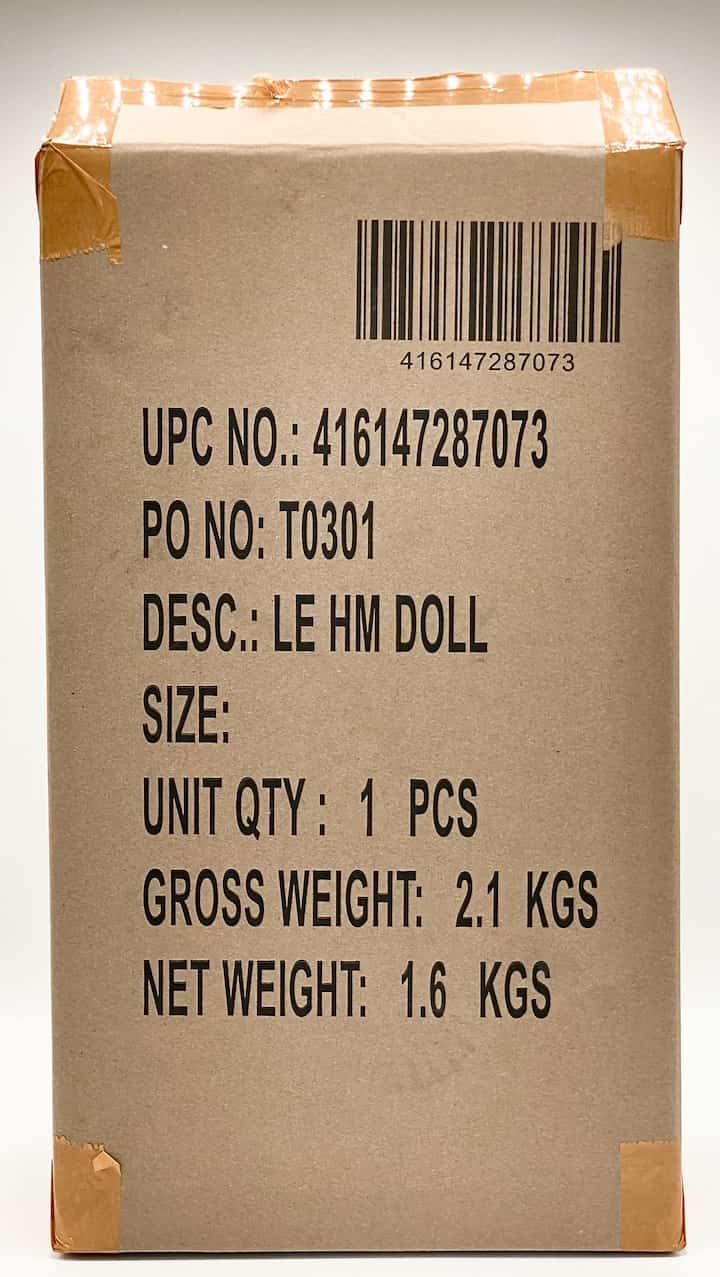 416147287073
UPC NO.: 416147287073
PO NO: T0301
DESC.: LE HM DOLL
SIZE:
UNIT QTY : 1 PCS
GROSS WEIGHT: 2.1 KGS
NET WEIGHT: 1.6 KGS